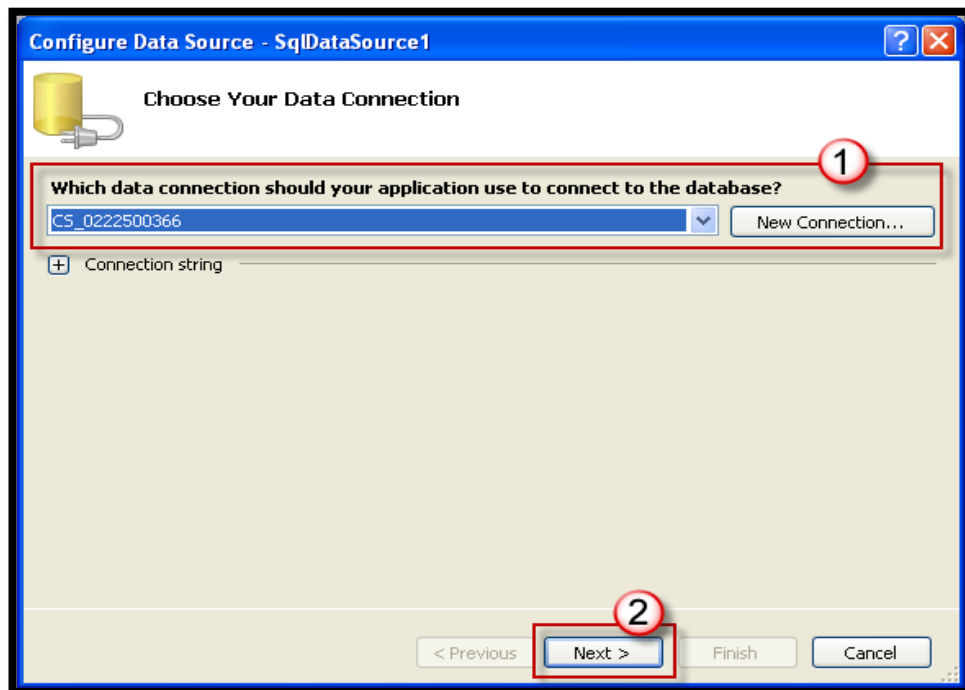 Configure Data Source - SqlDataSource1
Choose Your Data Connection
1
Which data connection should your application use to connect to the database?
CS_0222500366
New Connection...
Connection string
2
< Previous
Next >
Finish
Cancel